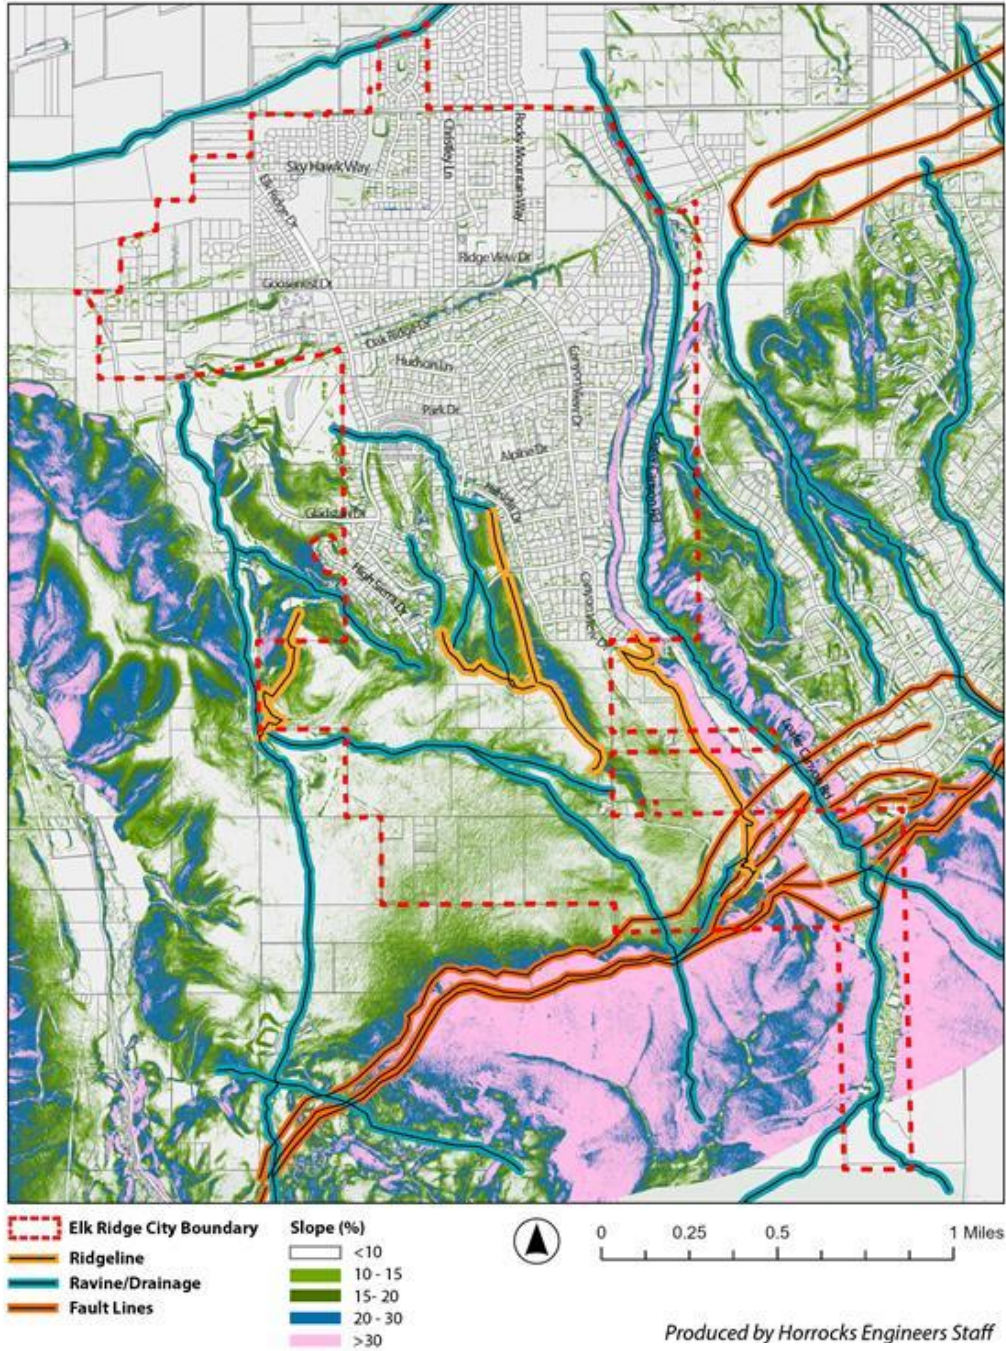 Sky Hawk Way
Christley Ln
Rocky Mountain Way
Elk Ridge Dr
Ridge View Dr
Goosenest Dr
Oak Ridge Dr
Hudson Ln
Canyon View Dr
Park Dr
Alpine Dr
Hillside Dr
Gladstan Dr
High Sierra Dr
Elk Ridge City Boundary
Ridgeline
Ravine/Drainage
Fault Lines
Slope (%)
<10
10 - 15
15- 20
20 - 30
>30
0 0.25 0.5 1 Miles
Produced by Horrocks Engineers Staff